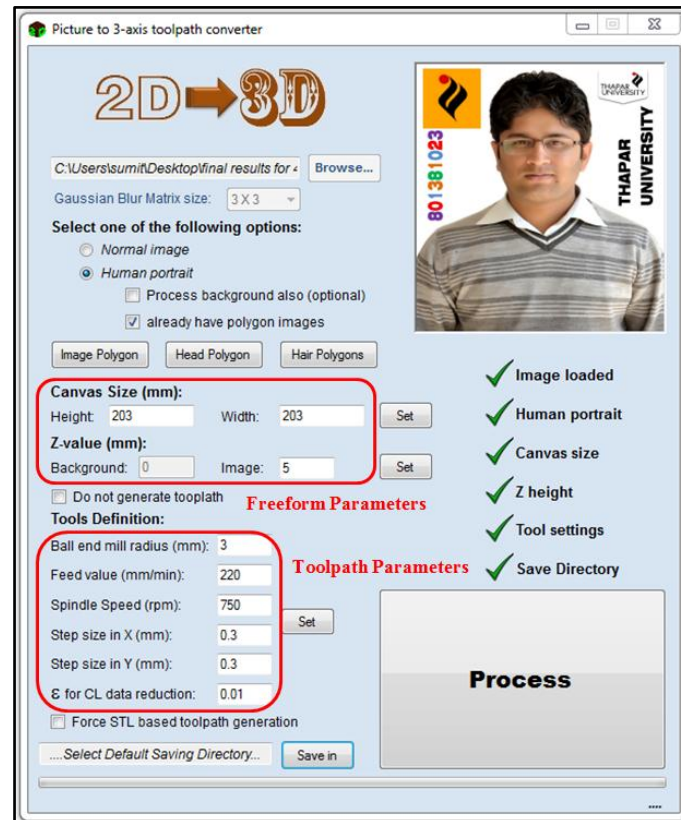 Picture to 3-axis toolpath converter
2D 3D
C:\Users\sumit\Desktop\final results for
Browse...
Gaussian Blur Matrix size: 3 X 3
Select one of the following options:
Normal image
Human portrait
Process background also (optional)
already have polygon images
Image Polygon Head Polygon Hair Polygons
Canvas Size (mm):
Height: 203 Width: 203 Set
Z-value (mm):
Background: 0 Image: 5 Set
Do not generate tooplath
Freeform Parameters
Tools Definition:
Ball end mill radius (mm): 3
Toolpath Parameters
Feed value (mm/min): 220
Spindle Speed (rpm): 750
Set
Step size in X (mm): 0.3
Step size in Y (mm): 0.3
ε for CL data reduction: 0.01
Force STL based toolpath generation
....Select Default Saving Directory... Save in
801381023
THAPAR
UNIVERSITY
THAPAR
UNIVERSITY
Image loaded
Human portrait
Canvas size
Z height
Tool settings
Save Directory
Process
....